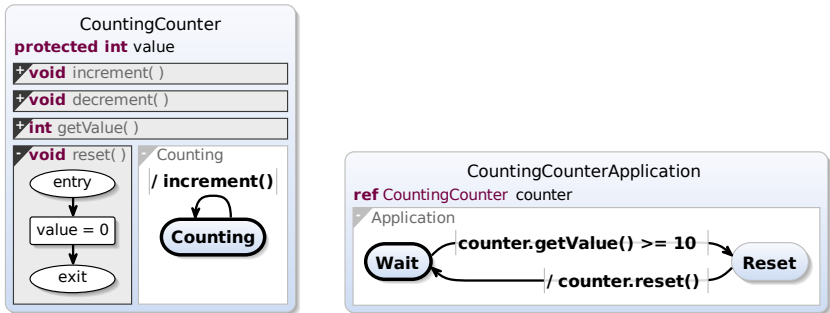 CountingCounter
protected int value
+ void increment( )
+ void decrement( )
+ int getValue( )
- void reset( )
entry
value = 0
exit
- Counting
/ increment()
Counting
CountingCounterApplication
ref CountingCounter counter
- Application
Wait
counter.getValue() >= 10
/ counter.reset()
Reset